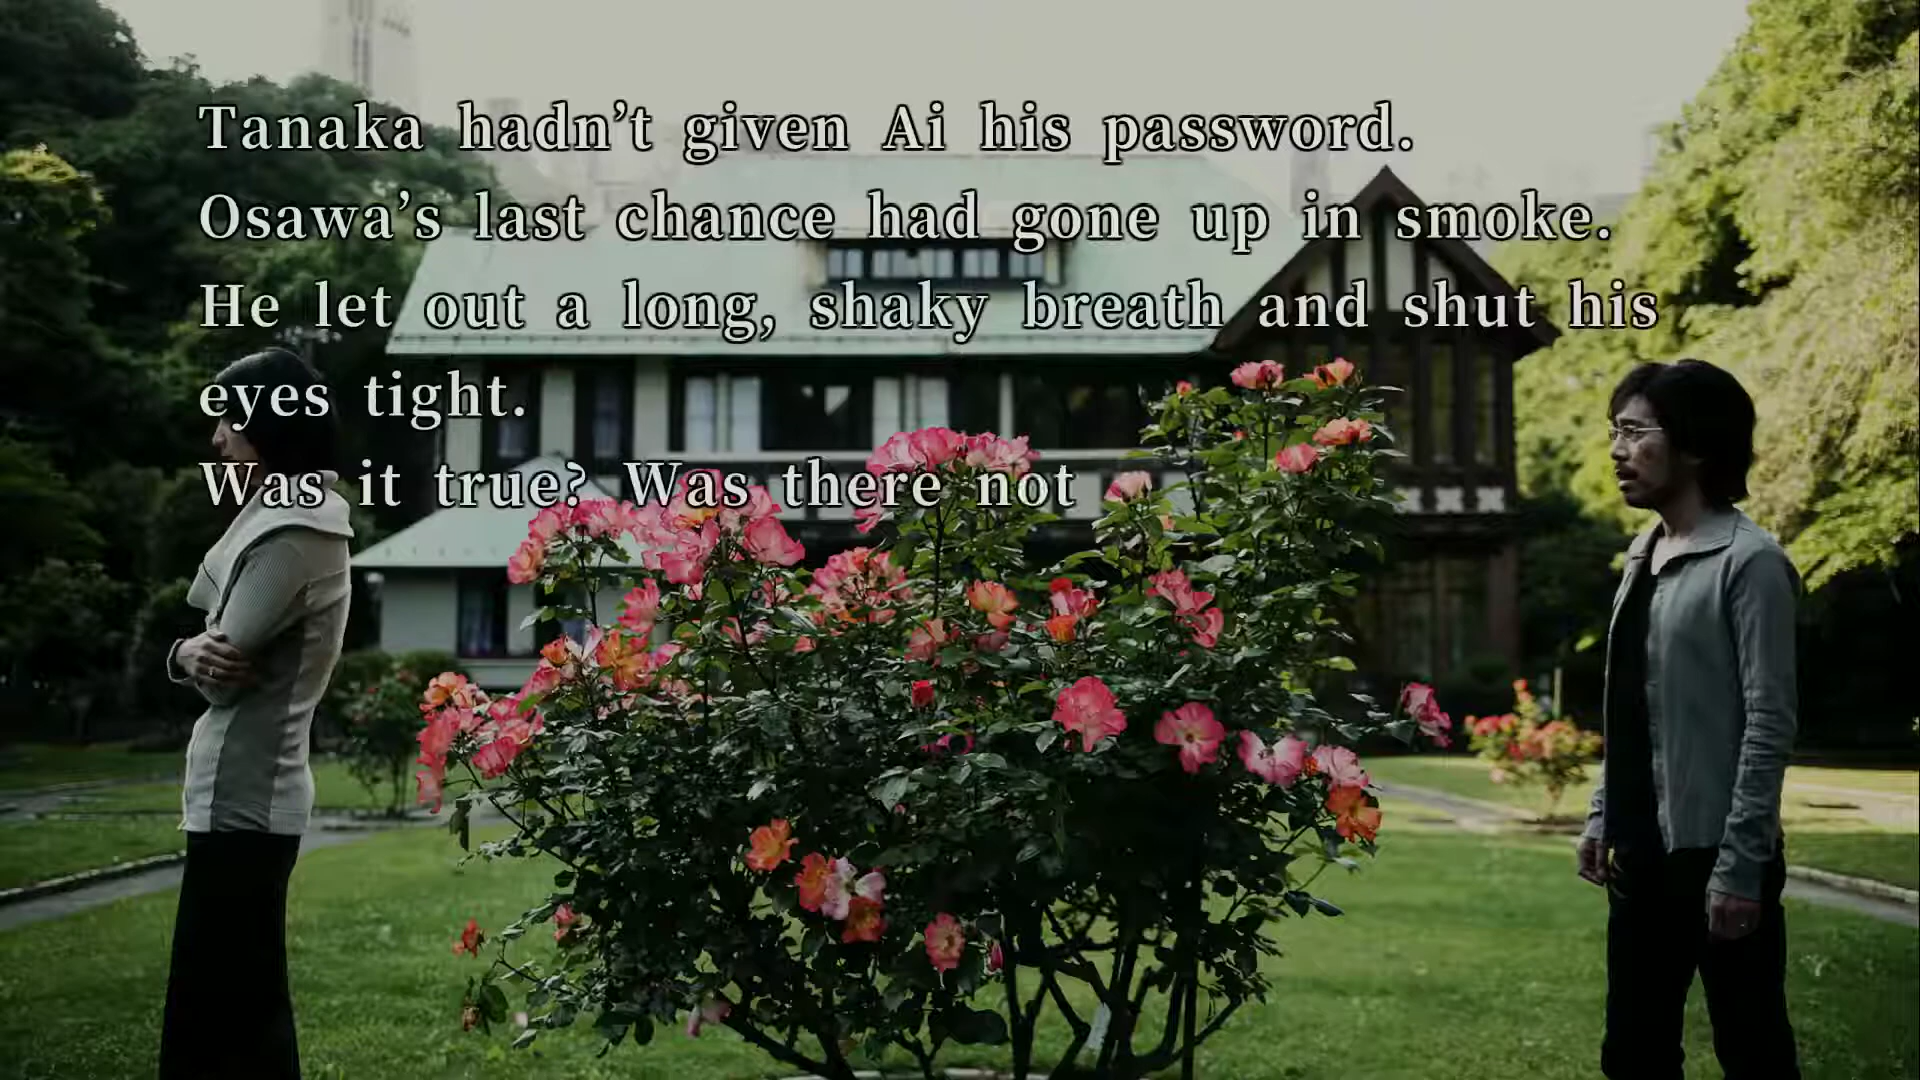 Tanaka hadn’t given Ai his password.
Osawa’s last chance had gone up in smoke.
He let out a long, shaky breath and shut his
eyes tight.
Was it true? Was there not